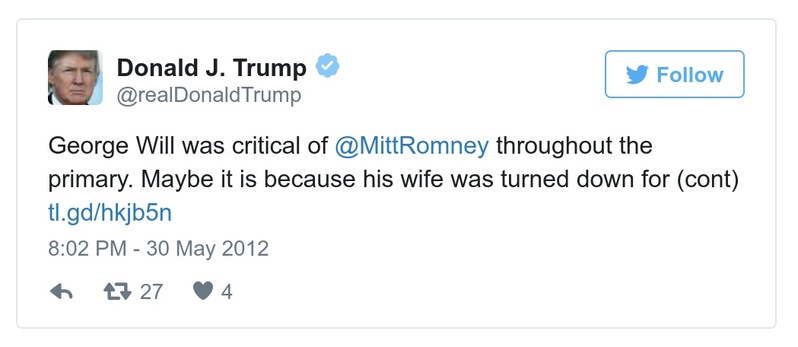 Donald J. Trump
@realDonaldTrump
Follow
George Will was critical of @MittRomney throughout the
primary. Maybe it is because his wife was turned down for (cont)
tl.gd/hkjb5n
8:02 PM - 30 May 2012
27 4